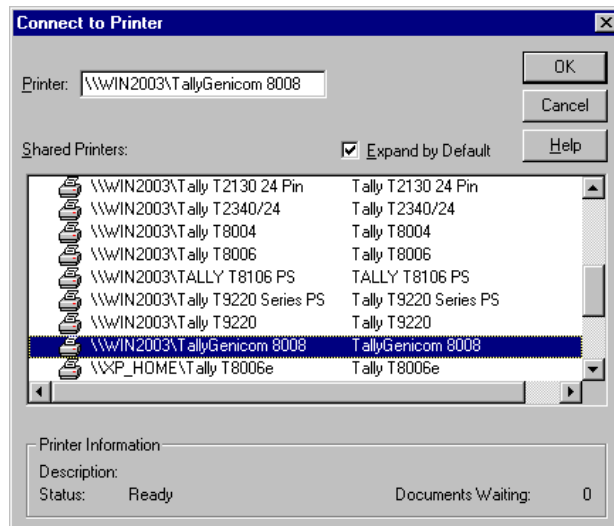 Connect to Printer
Printer: \\WIN2003\TallyGenicom 8008
OK
Cancel
Help
Shared Printers:
Expand by Default
\\WIN2003\Tally T2130 24 Pin Tally T2130 24 Pin
\\WIN2003\Tally T2340/24 Tally T2340/24
\\WIN2003\Tally T8004 Tally T8004
\\WIN2003\Tally T8006 Tally T8006
\\WIN2003\TALLY T8106 PS TALLY T8106 PS
\\WIN2003\Tally T9220 Series PS Tally T9220 Series PS
\\WIN2003\Tally T9220 Tally T9220
\\WIN2003\TallyGenicom 8008 TallyGenicom 8008
\\XP_HOME\Tally T8006e Tally T8006e
Printer Information
Description:
Status: Ready Documents Waiting: 0